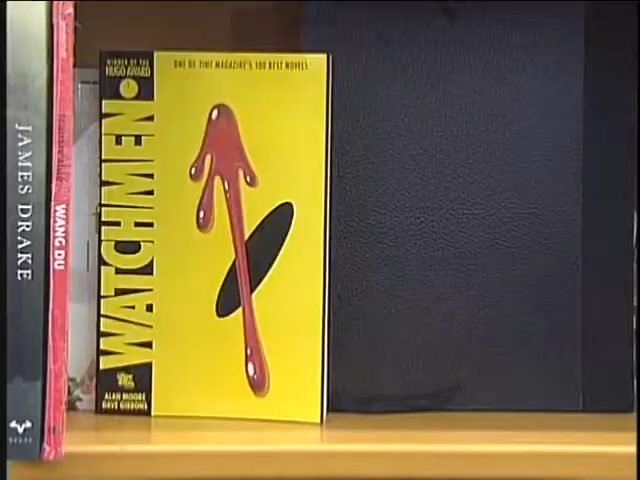 JAMES DRAKE
WANG DU
WINNER OF THE
HUGO AWARD
ONE OF TIME MAGAZINE'S 100 BEST NOVELS
WATCHMEN
ALAN MOORE
DAVE GIBBONS